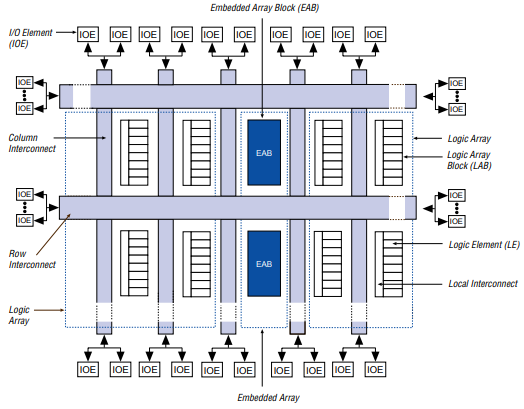 Embedded Array Block (EAB)
I/O Element
(IOE)
IOE IOE IOE IOE IOE IOE IOE IOE IOE IOE
IOE
IOE
IOE
IOE
Column
Interconnect
EAB
Logic Array
Logic Array
Block (LAB)
IOE
IOE
IOE
IOE
Row
Interconnect
EAB
Logic Element (LE)
Local Interconnect
Logic
Array
IOE IOE IOE IOE IOE IOE IOE IOE IOE IOE
Embedded Array